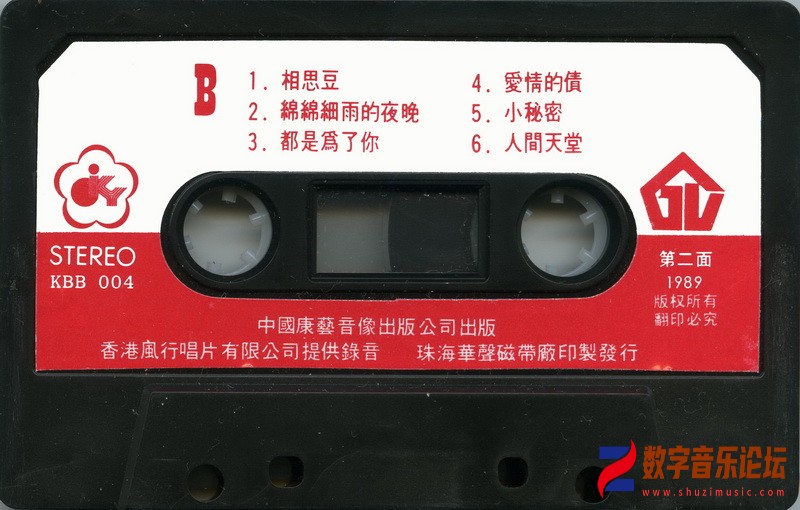 B
1. 相思豆
2. 綿綿細雨的夜晚
3. 都是爲了你
4. 愛情的債
5. 小秘密
6. 人間天堂
JKY
STEREO
KBB 004
第二面
1989
版权所有
翻印必究
中國康藝音像出版公司出版
香港風行唱片有限公司提供錄音 珠海華聲磁帶廠印製發行
数字音乐论坛
www.shuzimusic.com